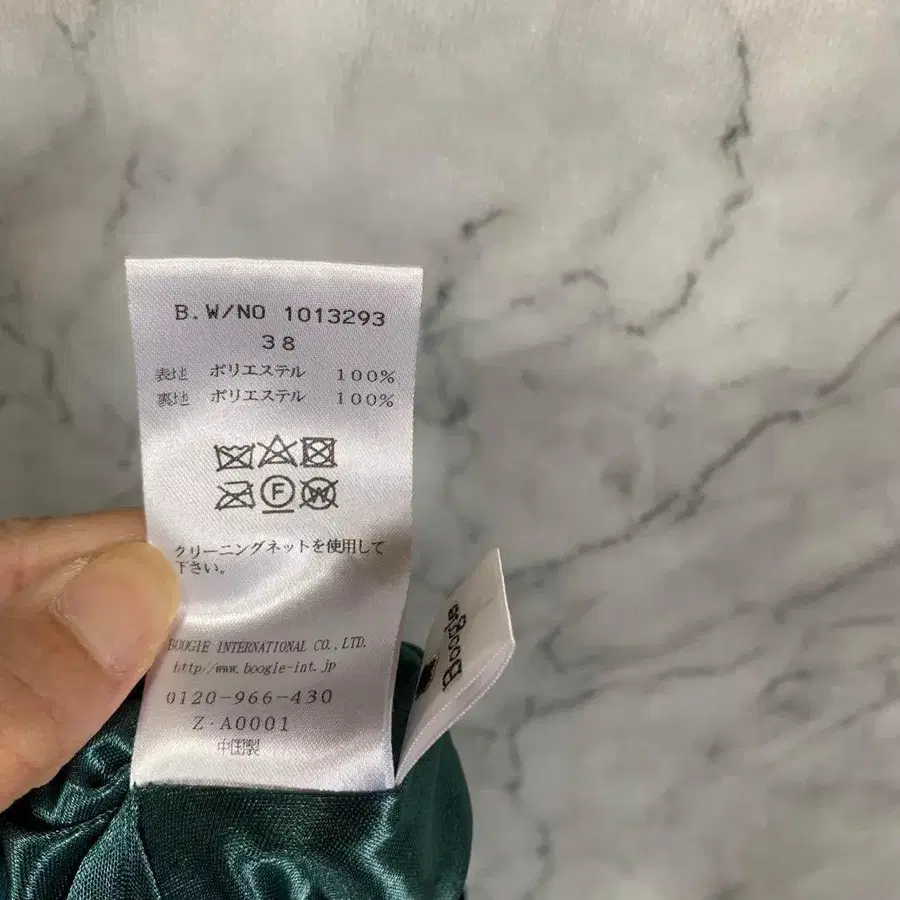 B.W/NO 1013293
38
表地 ポリエステル 100%
裏地 ポリエステル 100%
F
W
クリーニングネットを使用して
下さい。
BOOGIE INTERNATIONAL CO.,LTD.
http://www.boogie-int.jp
0120-966-430
Z・A0001
中国製